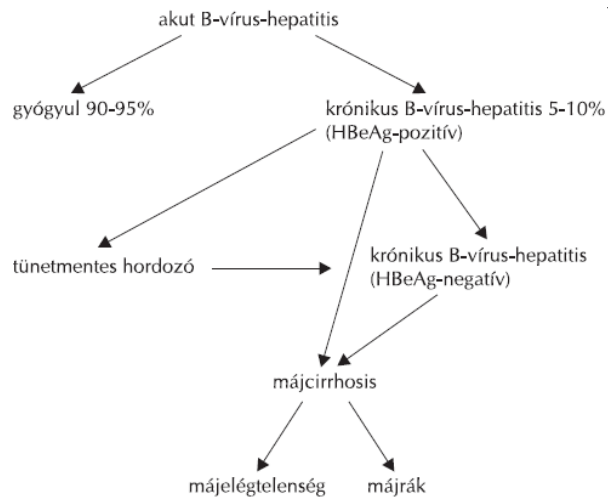 akut B-vírus-hepatitis
gyógyul 90-95%
krónikus B-vírus-hepatitis 5-10%
(HBeAg-pozitív)
tünetmentes hordozó
krónikus B-vírus-hepatitis
(HBeAg-negatív)
májcirrhosis
májelégtelenség
májrák